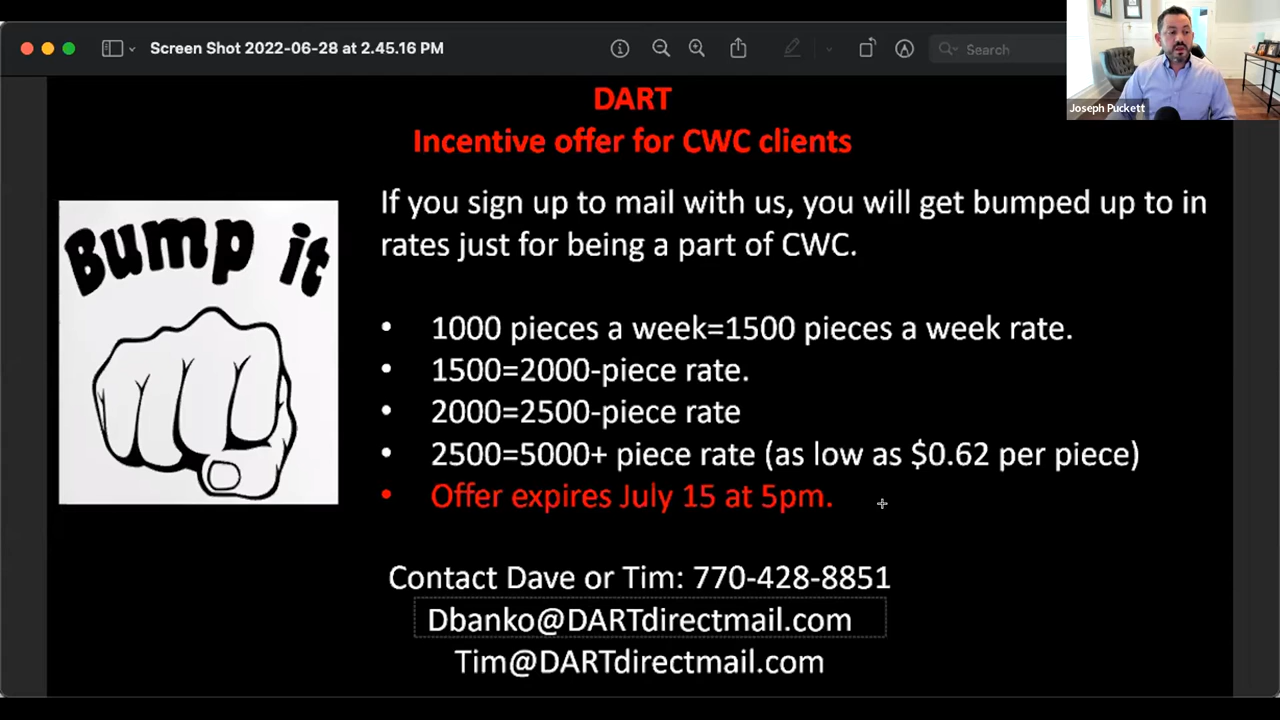 Screen Shot 2022-06-28 at 2.45.16 PM
Search
Joseph Puckett
DART
Incentive offer for CWC clients
Bump it
If you sign up to mail with us, you will get bumped up to in
rates just for being a part of CWC.
• 1000 pieces a week=1500 pieces a week rate.
• 1500=2000-piece rate.
• 2000=2500-piece rate
• 2500=5000+ piece rate (as low as $0.62 per piece)
• Offer expires July 15 at 5pm.
Contact Dave or Tim: 770-428-8851
Dbanko@DARTdirectmail.com
Tim@DARTdirectmail.com